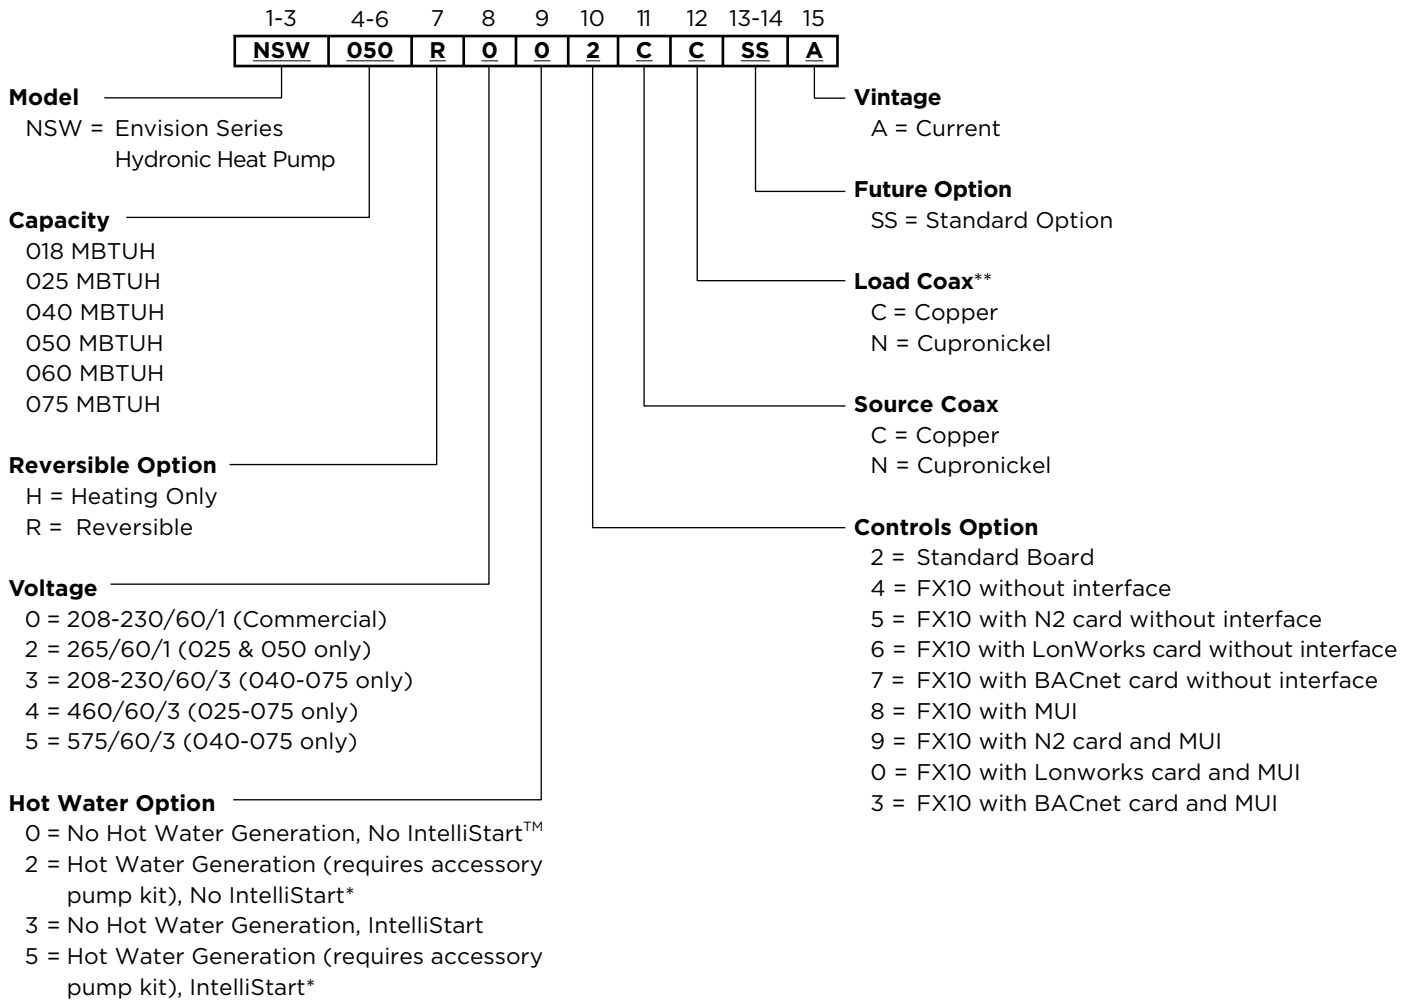 1-3 4-6 7 8 9 10 11 12 13-14 15
NSW 050 R 0 0 2 C C SS A
Model
NSW = Envision Series
Hydronic Heat Pump
Capacity
018 MBTUH
025 MBTUH
040 MBTUH
050 MBTUH
060 MBTUH
075 MBTUH
Reversible Option
H = Heating Only
R = Reversible
Voltage
0 = 208-230/60/1 (Commercial)
2 = 265/60/1 (025 & 050 only)
3 = 208-230/60/3 (040-075 only)
4 = 460/60/3 (025-075 only)
5 = 575/60/3 (040-075 only)
Hot Water Option
0 = No Hot Water Generation, No IntelliStart™
2 = Hot Water Generation (requires accessory
pump kit), No IntelliStart*
3 = No Hot Water Generation, IntelliStart
5 = Hot Water Generation (requires accessory
pump kit), IntelliStart*
Vintage
A = Current
Future Option
SS = Standard Option
Load Coax**
C = Copper
N = Cupronickel
Source Coax
C = Copper
N = Cupronickel
Controls Option
2 = Standard Board
4 = FX10 without interface
5 = FX10 with N2 card without interface
6 = FX10 with LonWorks card without interface
7 = FX10 with BACnet card without interface
8 = FX10 with MUI
9 = FX10 with N2 card and MUI
0 = FX10 with Lonworks card and MUI
3 = FX10 with BACnet card and MUI